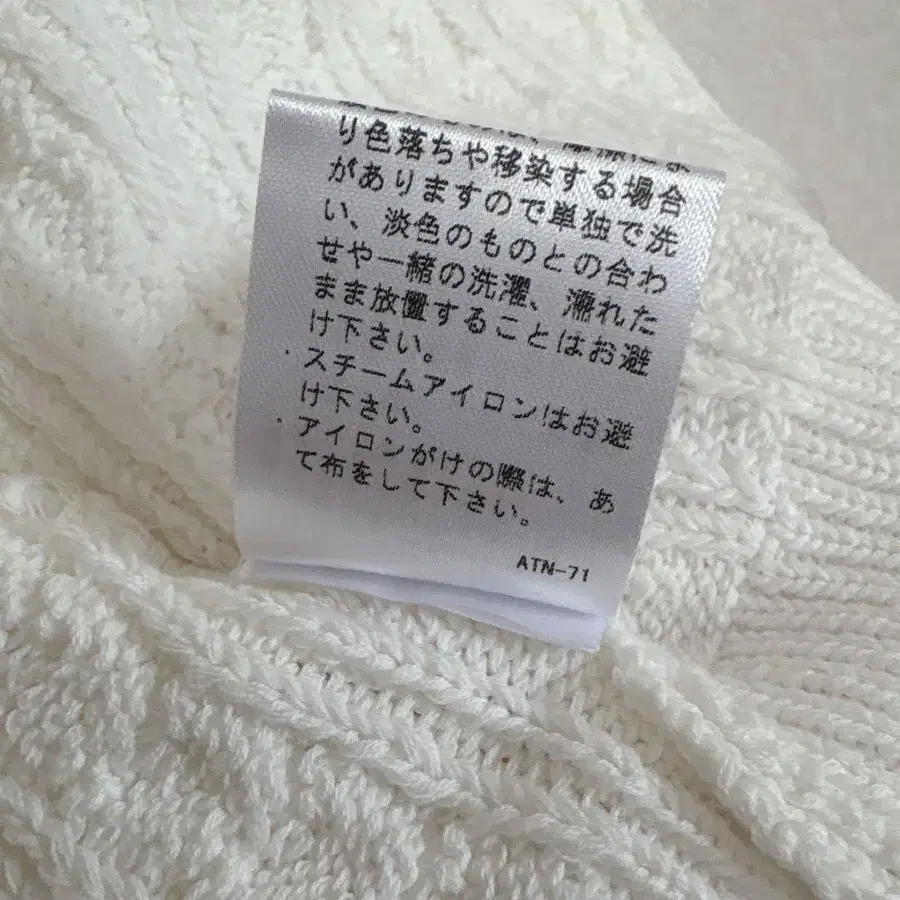 り色落ちや移染する場合
がありますので単独で洗
い、淡色のものとの合わ
せや一緒の洗濯、濡れた
まま放置することはお避
け下さい。
・スチームアイロンはお避
け下さい。
・アイロンがけの際は、あ
て布をして下さい。
ATN-71